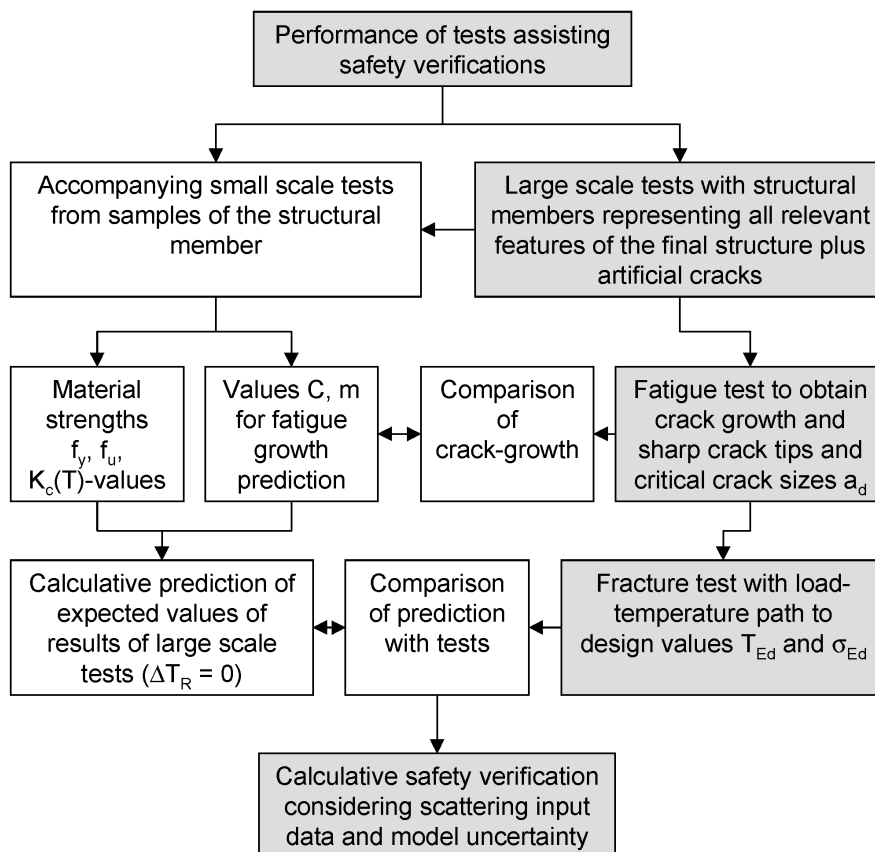 Performance of tests assisting
safety verifications
Accompanying small scale tests
from samples of the structural
member
Large scale tests with structural
members representing all relevant
features of the final structure plus
artificial cracks
Material
strengths
f_y, f_u,
K_c(T)-values
Values C, m
for fatigue
growth
prediction
Comparison
of
crack-growth
Fatigue test to obtain
crack growth and
sharp crack tips and
critical crack sizes a_d
Calculative prediction of
expected values of
results of large scale
tests (ΔT_R = 0)
Comparison
of prediction
with tests
Fracture test with load-
temperature path to
design values T_Ed and σ_Ed
Calculative safety verification
considering scattering input
data and model uncertainty